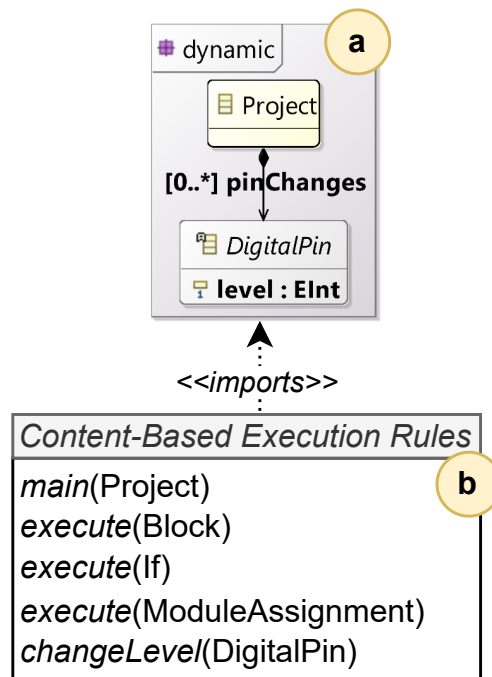 dynamic
a
Project
[0..*] pinChanges
DigitalPin
level : EInt
<<imports>>
Content-Based Execution Rules
b
main(Project)
execute(Block)
execute(If)
execute(ModuleAssignment)
changeLevel(DigitalPin)